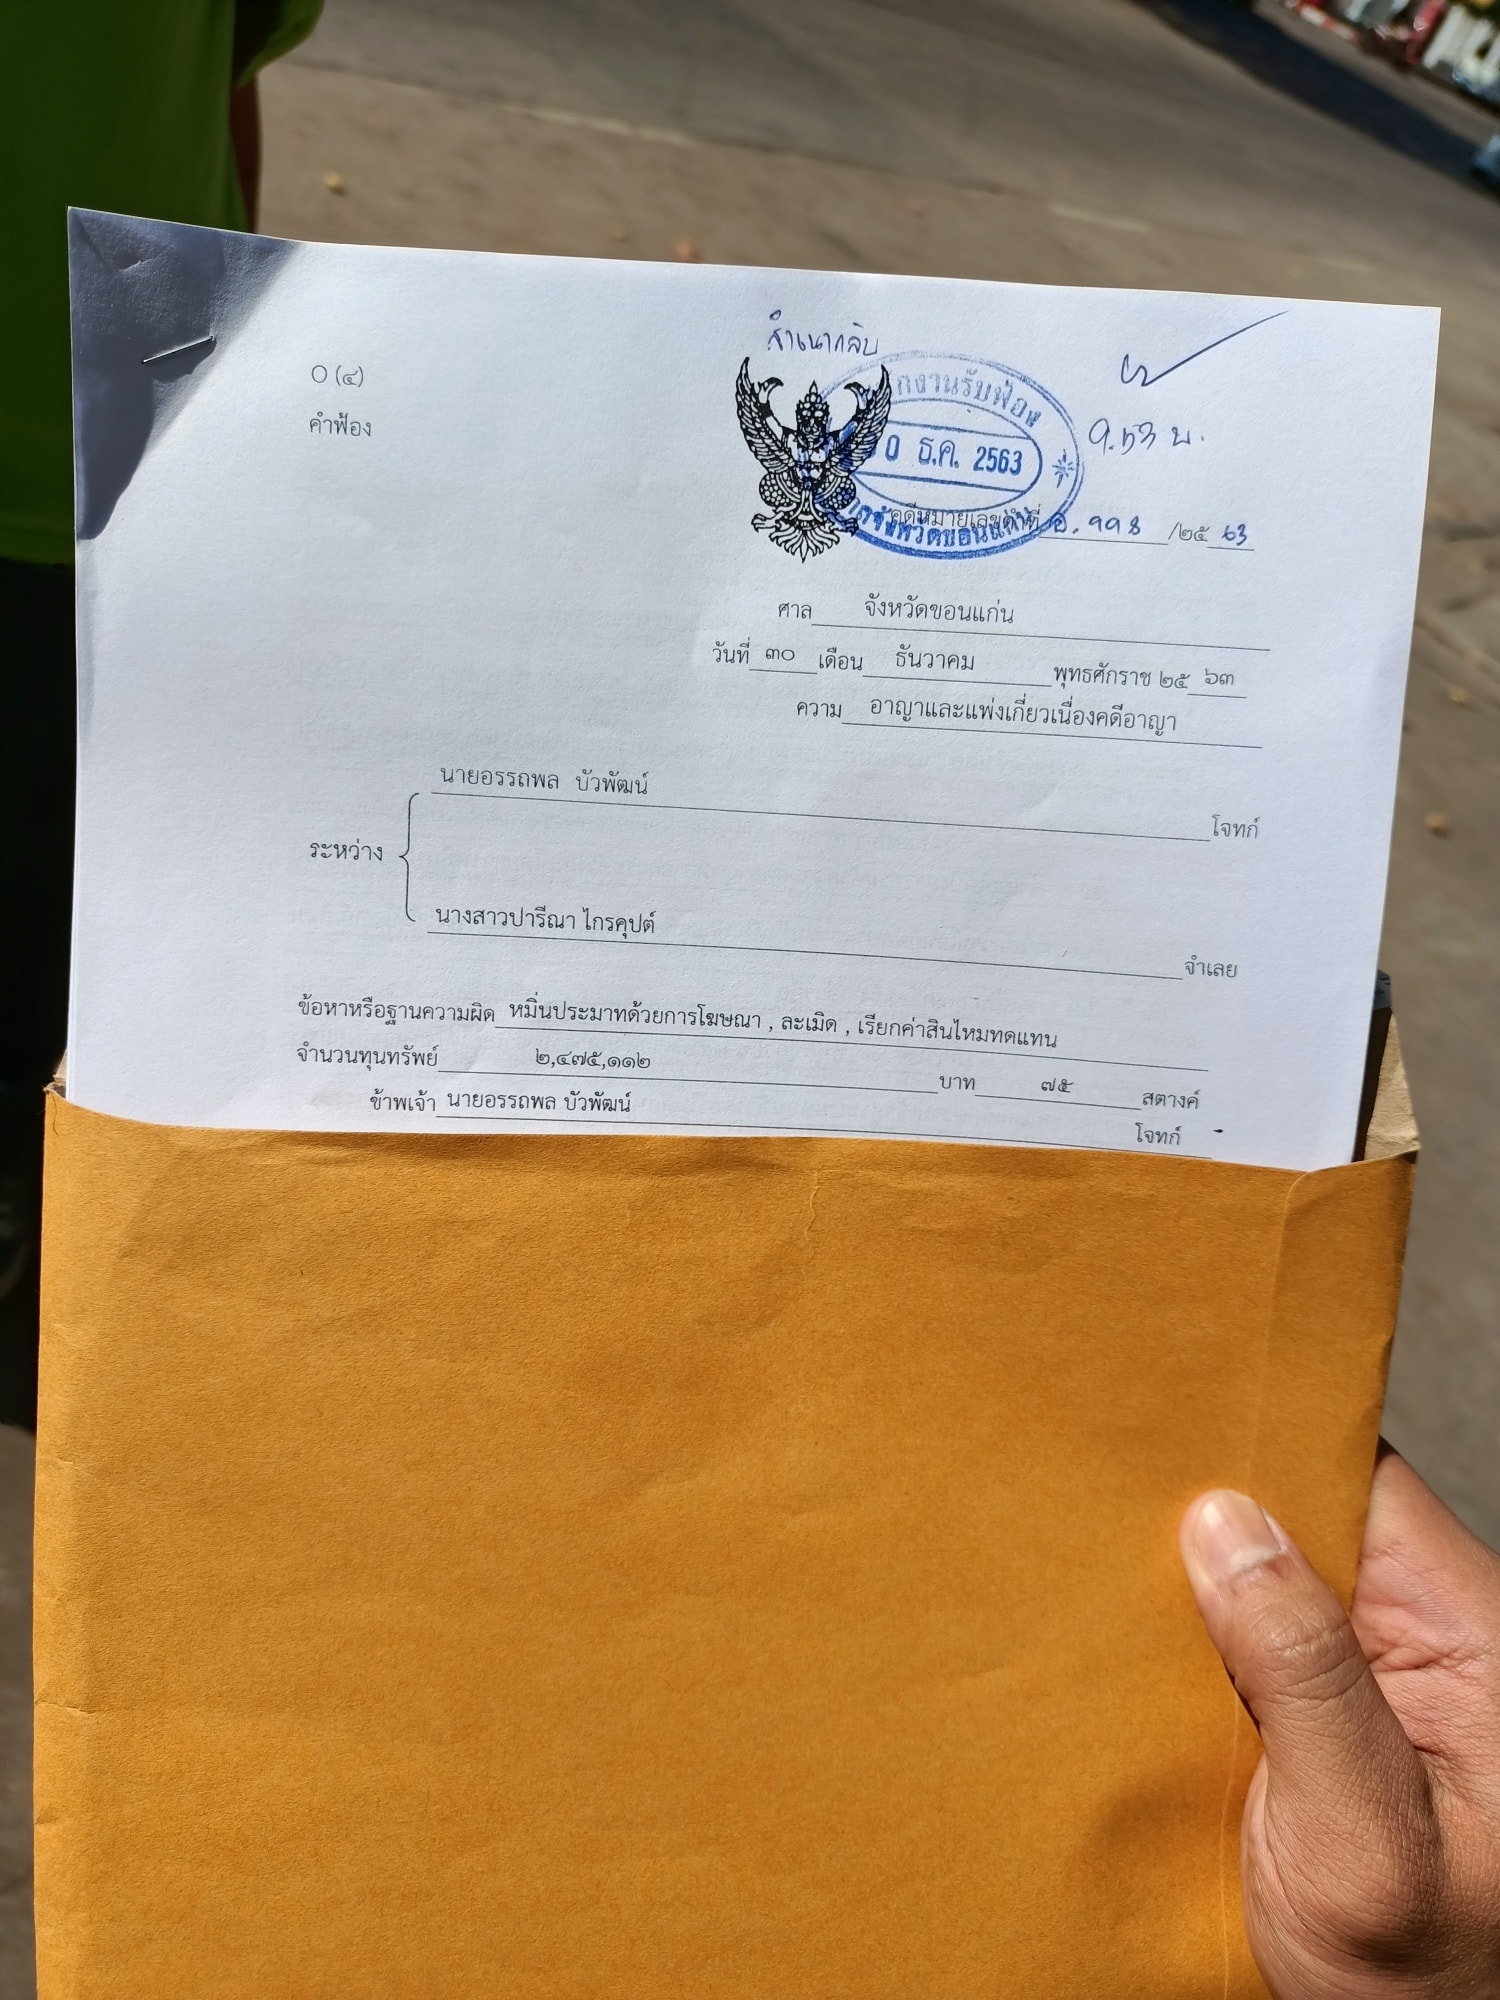 สำเนากลับ
๐ (๔)
คำฟ้อง
งานรับฟ้อง
0 ธ.ค. 2563
จังหวัดขอนแก่น
คดีหมายเลขดำที่ อ. /๒๕ 63
ศาล จังหวัดขอนแก่น
วันที่ ๓๐ เดือน ธันวาคม พุทธศักราช ๒๕ ๖๓
ความ อาญาและแพ่งเกี่ยวเนื่องคดีอาญา
นายอรรถพล บัวพัฒน์ โจทก์
ระหว่าง
นางสาวปารีณา ไกรคุปต์ จำเลย
ข้อหาหรือฐานความผิด หมิ่นประมาทด้วยการโฆษณา , ละเมิด , เรียกค่าสินไหมทดแทน
จำนวนทุนทรัพย์ ๒,๔๗๕,๑๑๒ บาท ๗๕ สตางค์
ข้าพเจ้า นายอรรถพล บัวพัฒน์ โจทก์